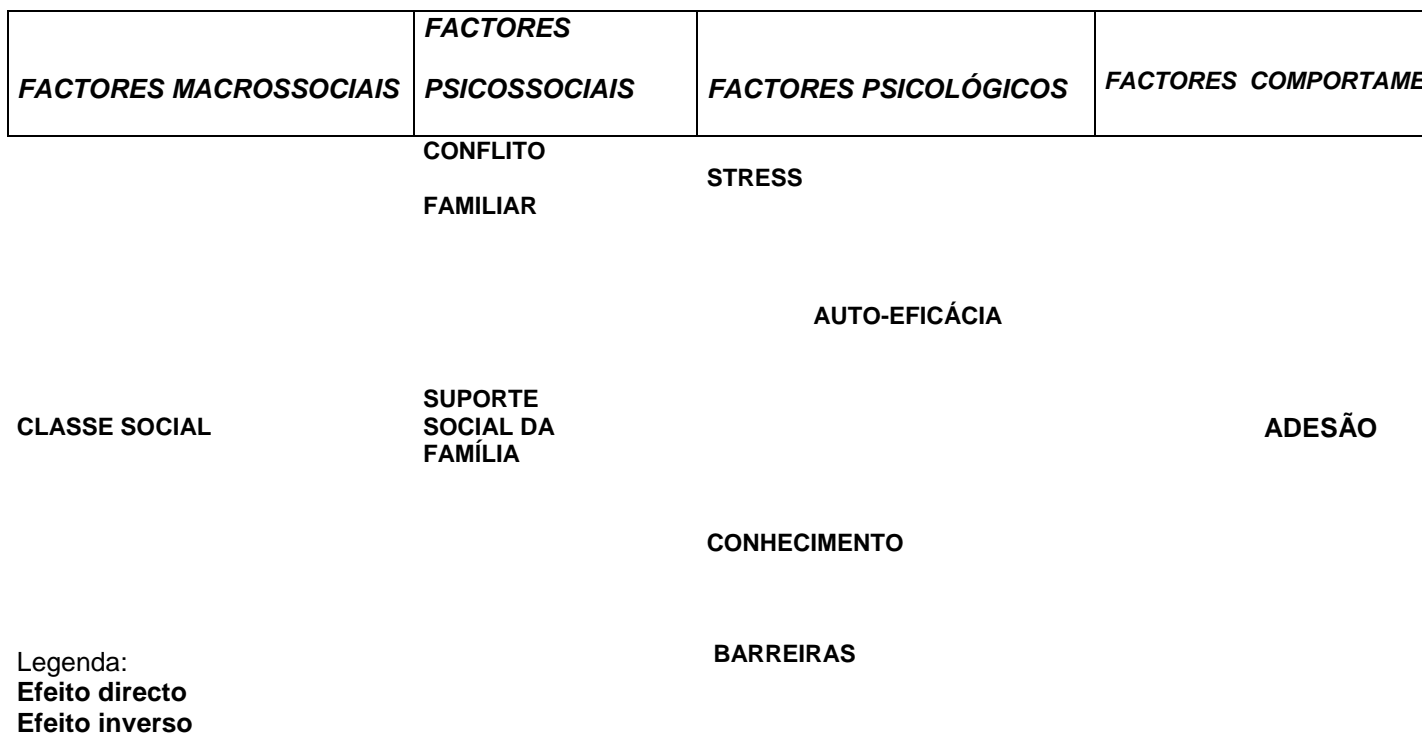 FACTORES MACROSSOCIAIS
FACTORES
PSICOSSOCIAIS
FACTORES PSICOLÓGICOS
FACTORES COMPORTAME
CONFLITO
FAMILIAR
STRESS
AUTO-EFICÁCIA
CLASSE SOCIAL
SUPORTE
SOCIAL DA
FAMÍLIA
ADESÃO
CONHECIMENTO
BARREIRAS
Legenda:
Efeito directo
Efeito inverso